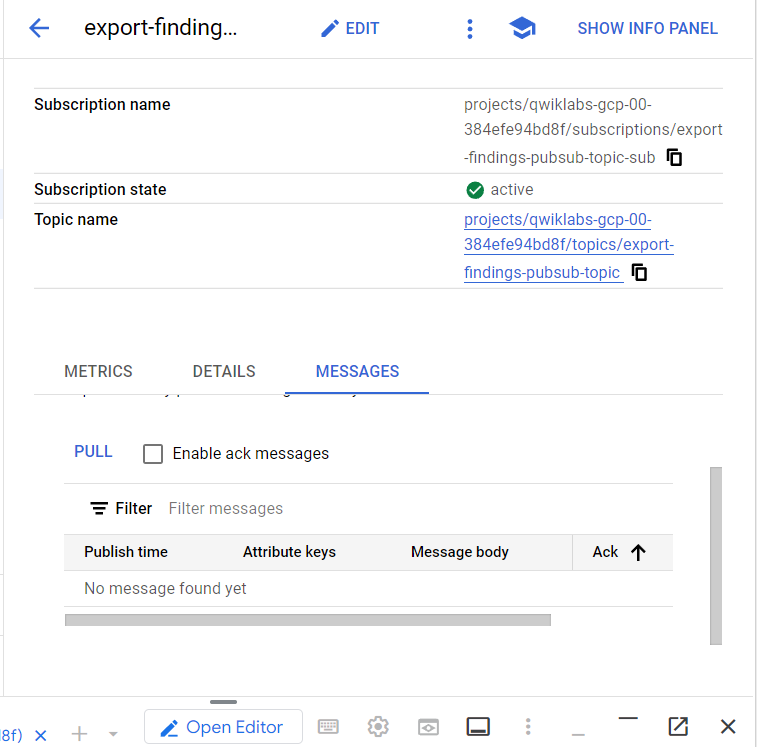 export-finding...
EDIT
SHOW INFO PANEL
Subscription name
projects/qwiklabs-gcp-00-
384efe94bd8f/subscriptions/export
-findings-pubsub-topic-sub
Subscription state
active
Topic name
projects/qwiklabs-gcp-00-
384efe94bd8f/topics/export-
findings-pubsub-topic
METRICS
DETAILS
MESSAGES
PULL
Enable ack messages
Filter
Filter messages
Publish time
Attribute keys
Message body
Ack
No message found yet
8f)
Open Editor